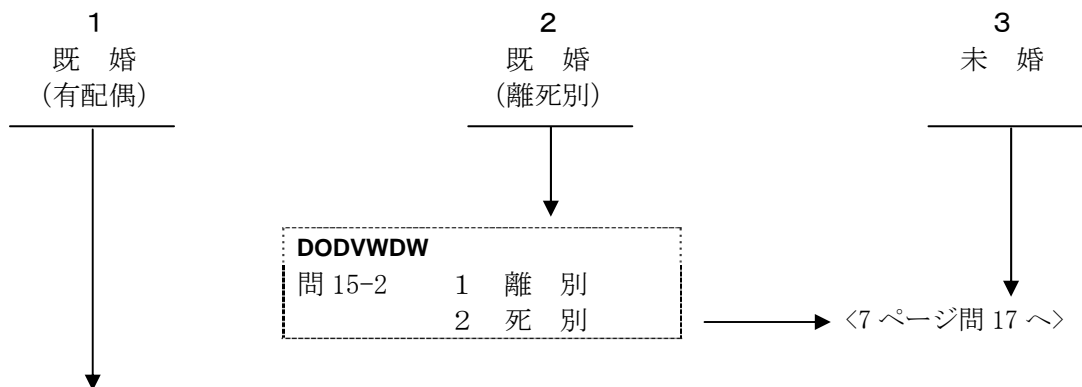 １ ２ ３
既 婚 既 婚 未 婚
(有配偶) (離死別)
DODVWDW
問 15-2 １ 離 別
２ 死 別
<7 ページ問 17 へ>